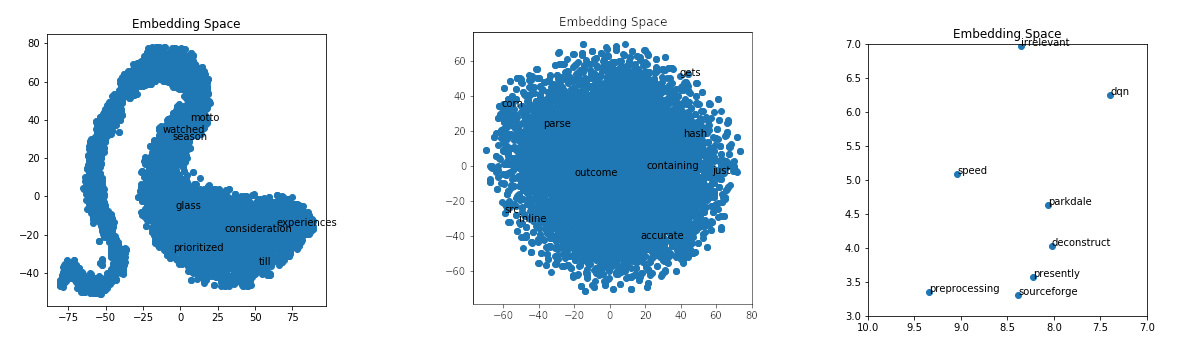 Embedding Space
80
60
40
20
0
−20
−40
−75
−50
−25
0
25
50
75
motto
watched
season
glass
experiences
consideration
prioritized
till
Embedding Space
60
40
20
0
−20
−40
−60
−60
−40
−20
0
20
40
60
80
gets
corn
parse
hash
containing
just
outcome
src
inline
accurate
Embedding Space
7.0
6.5
6.0
5.5
5.0
4.5
4.0
3.5
3.0
10.0
9.5
9.0
8.5
8.0
7.5
7.0
irrelevant
dqn
speed
parkdale
deconstruct
presently
preprocessing
sourceforge